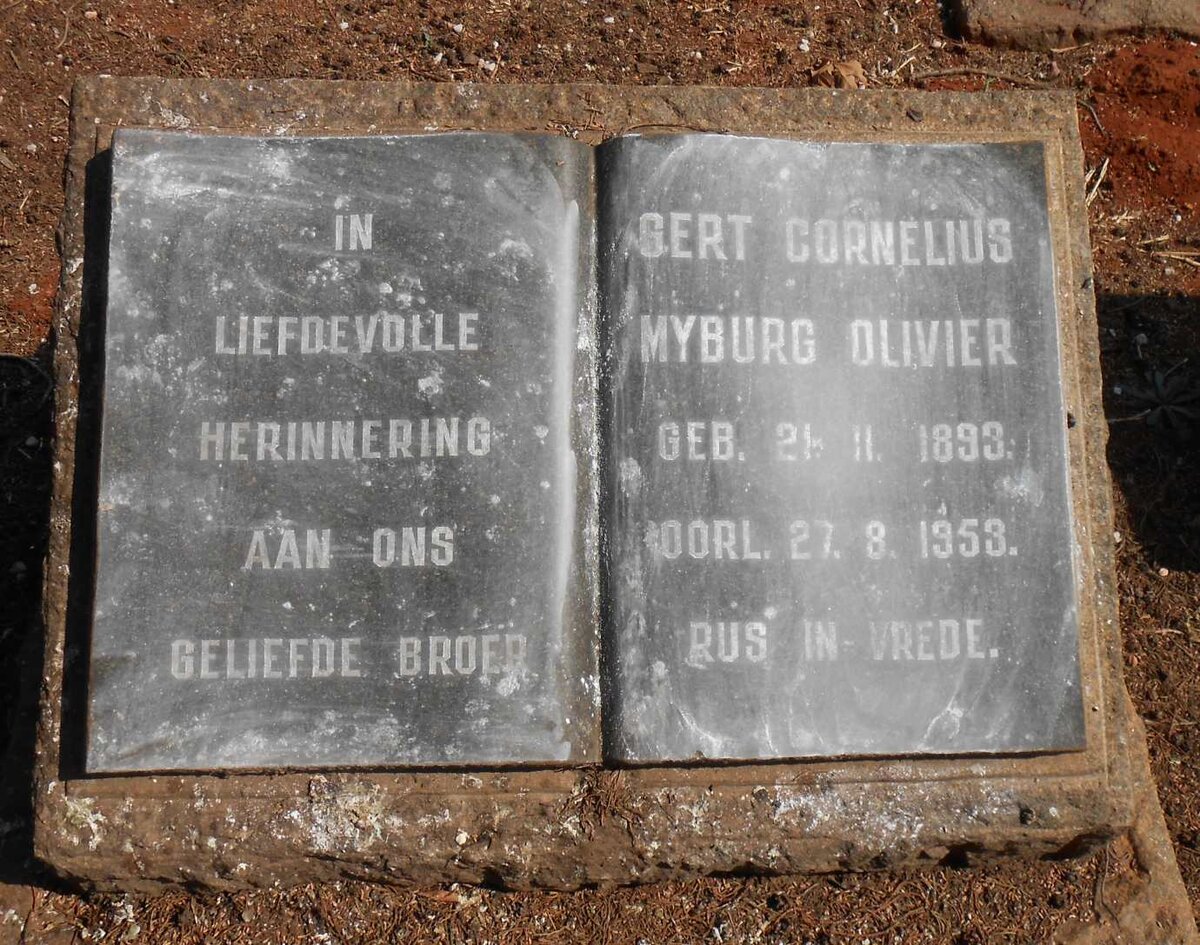 IN
LIEFDEVOLLE
HERINNERING
AAN ONS
GELIEFDE BROER
GERT CORNELIUS
MYBURG OLIVIER
GEB. 21. 11. 1893.
OORL. 27. 8. 1953.
RUS IN VREDE.